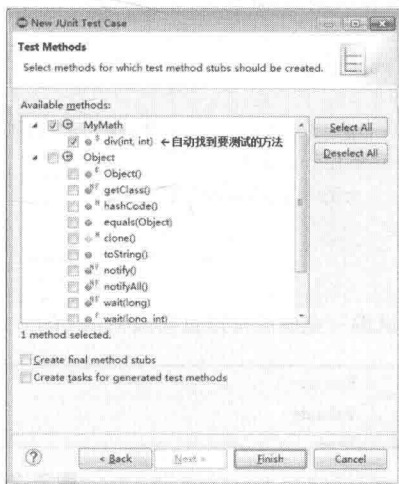 New JUnit Test Case
Test Methods
Select methods for which test method stubs should be created.
Available methods:
MyMath
S div(int, int) ←自动找到要测试的方法
Object
C Object()
getClass()
hashCode()
equals(Object)
clone()
toString()
notify()
notifyAll()
wait(long)
wait(long, int)
Select All
Deselect All
1 method selected.
Create final method stubs
Create tasks for generated test methods
?
< Back
Next >
Finish
Cancel